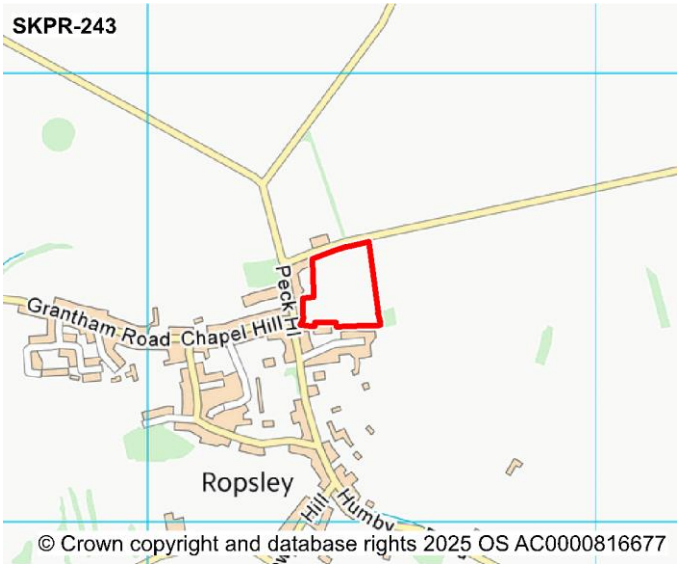 SKPR-243
Peck Hl
Grantham Road
Chapel Hill
Ropsley
Hill
Humby
© Crown copyright and database rights 2025 OS AC0000816677